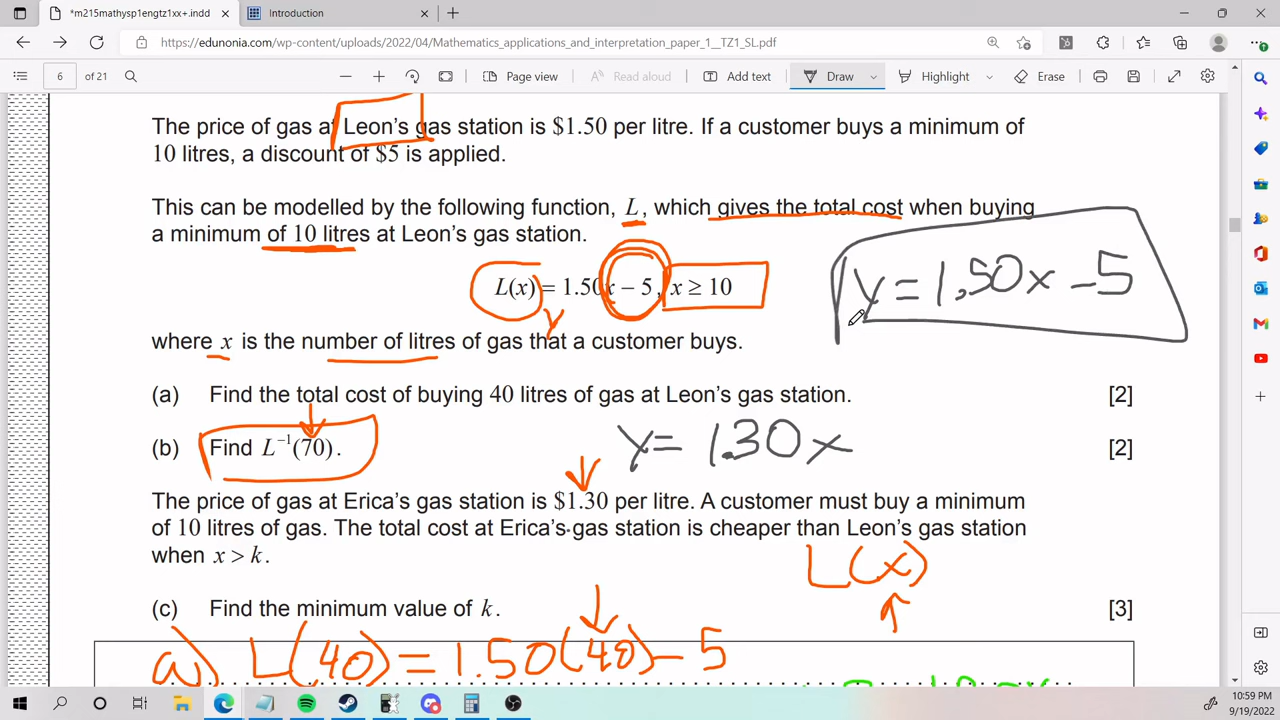 *m215mathysp1engtz1xx+.indd
Introduction
https://edunonia.com/wp-content/uploads/2022/04/Mathematics_applications_and_interpretation_paper_1__TZ1_SL.pdf
6 of 21
Page view
Read aloud
Add text
Draw
Highlight
Erase
The price of gas at Leon's gas station is $1.50 per litre. If a customer buys a minimum of
10 litres, a discount of $5 is applied.
This can be modelled by the following function, L, which gives the total cost when buying
a minimum of 10 litres at Leon's gas station.
L(x) = 1.50x − 5, x ≥ 10
y
y = 1.50x − 5
where x is the number of litres of gas that a customer buys.
(a) Find the total cost of buying 40 litres of gas at Leon's gas station. [2]
(b) Find L⁻¹(70). [2]
y = 1.30x
The price of gas at Erica's gas station is $1.30 per litre. A customer must buy a minimum
of 10 litres of gas. The total cost at Erica's gas station is cheaper than Leon's gas station
when x > k.
L(x)
(c) Find the minimum value of k. [3]
a) L(40) = 1.50(40) − 5
10:59 PM
9/19/2022